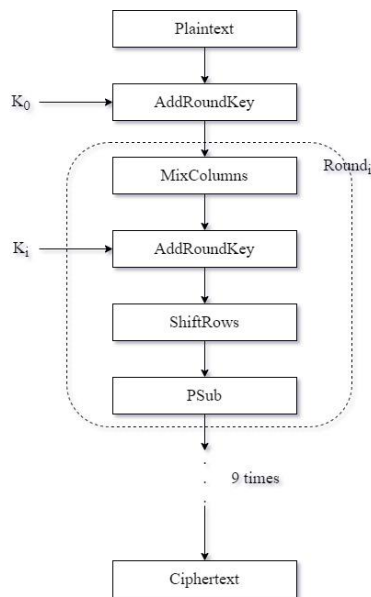 Plaintext
K0
AddRoundKey
MixColumns
Roundi
Ki
AddRoundKey
ShiftRows
PSub
9 times
Ciphertext